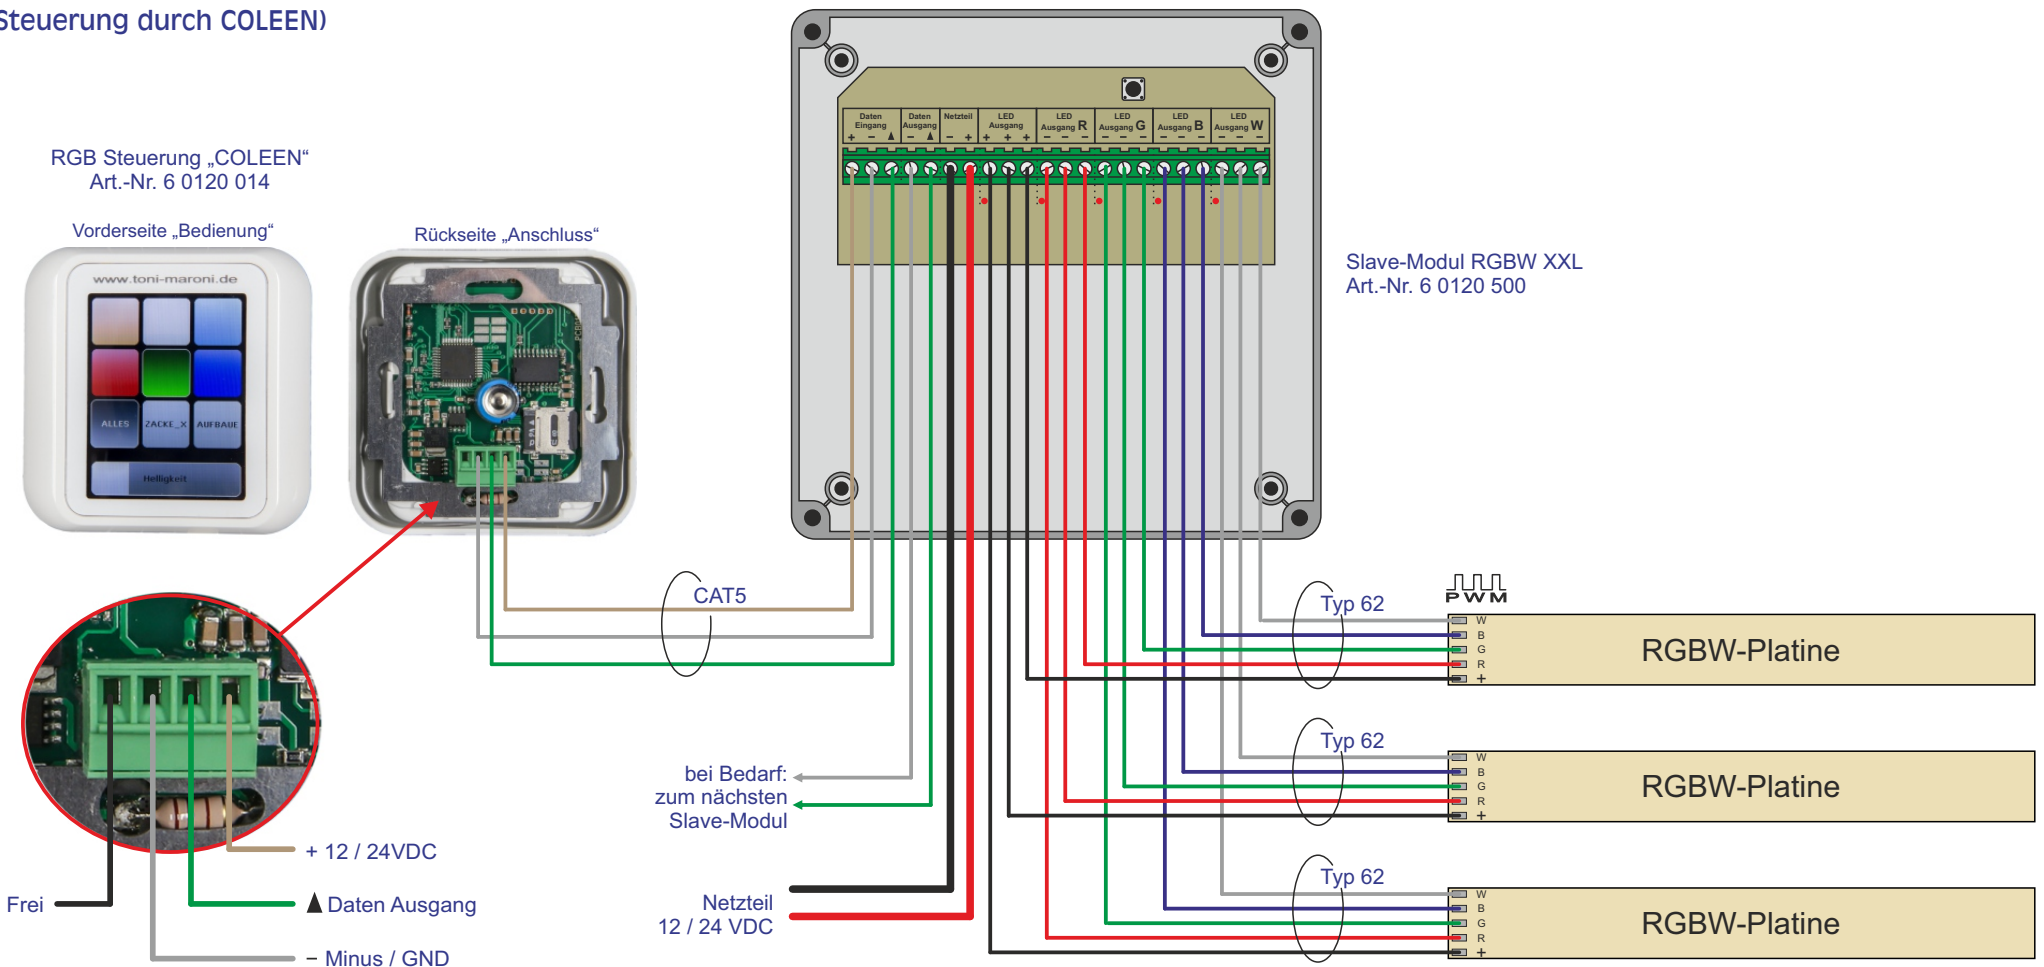 Steuerung durch COLEEN)
RGB Steuerung „COLEEN“
Art.-Nr. 6 0120 014
Vorderseite „Bedienung“
Rückseite „Anschluss“
www.toni-maroni.de
ALLES ZACKE_X AUFBAUE
Helligkeit
Daten Eingang
+ − ▲
Daten Ausgang
− ▲
Netzteil
− +
LED Ausgang
+ + +
LED
Ausgang R
− − −
LED
Ausgang G
− − −
LED
Ausgang B
− − −
LED
Ausgang W
− − −
Slave-Modul RGBW XXL
Art.-Nr. 6 0120 500
CAT5
bei Bedarf:
zum nächsten
Slave-Modul
Netzteil
12 / 24 VDC
+ 12 / 24VDC
▲ Daten Ausgang
− Minus / GND
Frei
PWM
Typ 62
W
B
G
R
+
RGBW-Platine
Typ 62
W
B
G
R
+
RGBW-Platine
Typ 62
W
B
G
R
+
RGBW-Platine